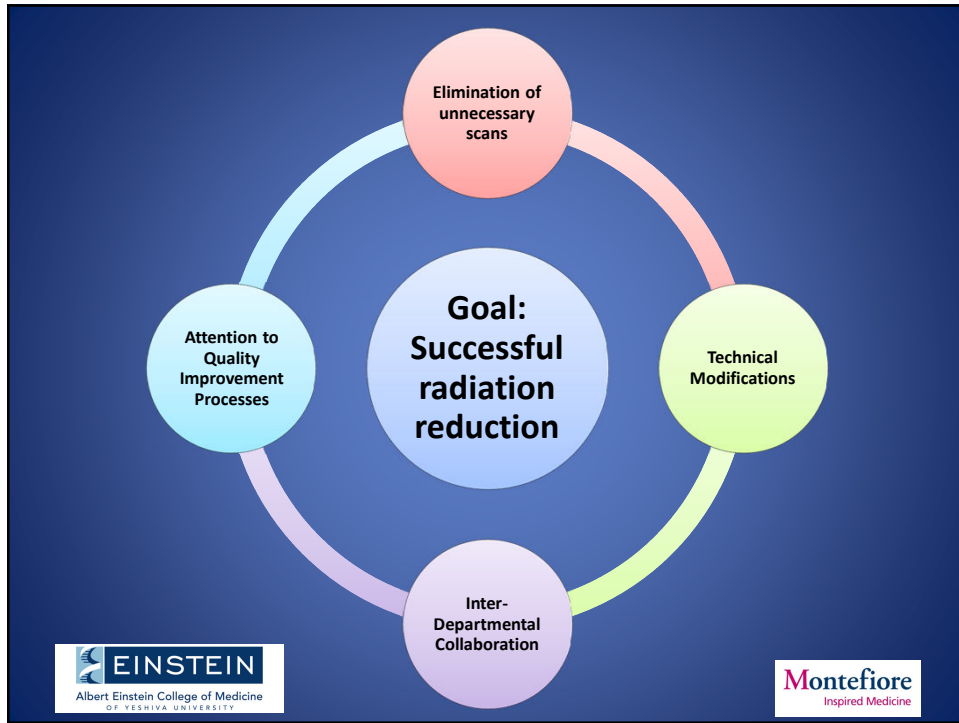 Elimination of
unnecessary
scans
Goal:
Successful
radiation
reduction
Attention to
Quality
Improvement
Processes
Technical
Modifications
Inter-
Departmental
Collaboration
EINSTEIN
Albert Einstein College of Medicine
OF YESHIVA UNIVERSITY
Montefiore
Inspired Medicine